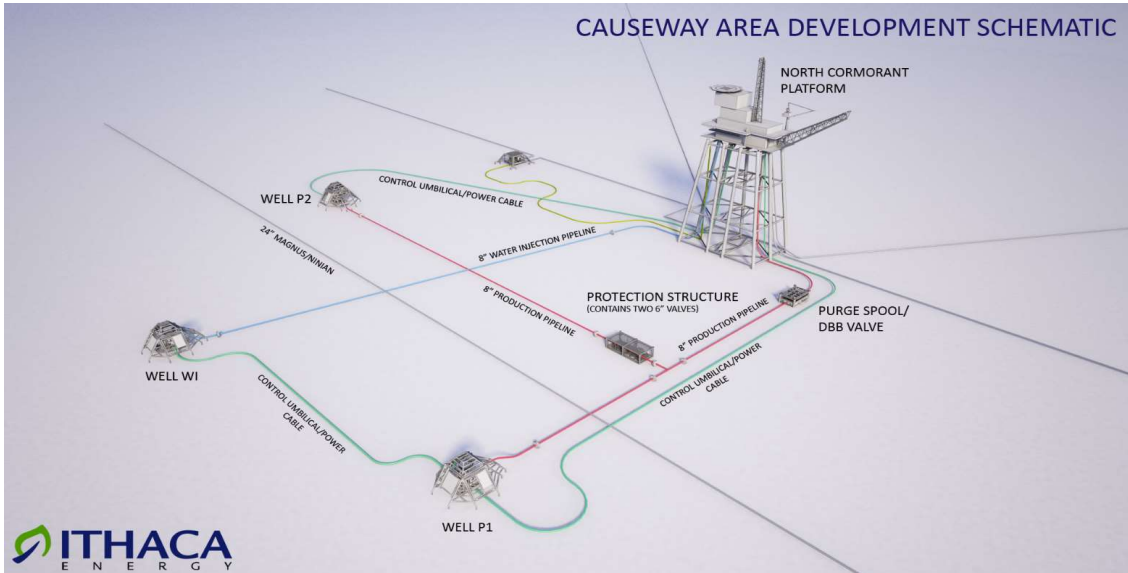 CAUSEWAY AREA DEVELOPMENT SCHEMATIC
NORTH CORMORANT
PLATFORM
CONTROL UMBILICAL/POWER CABLE
WELL P2
24" MAGNUS/NINIAN
8" WATER INJECTION PIPELINE
8" PRODUCTION PIPELINE
PROTECTION STRUCTURE
(CONTAINS TWO 6" VALVES)
8" PRODUCTION PIPELINE
PURGE SPOOL/
DBB VALVE
WELL WI
CONTROL UMBILICAL/POWER
CABLE
CONTROL UMBILICAL/POWER
CABLE
WELL P1
ITHACA
ENERGY